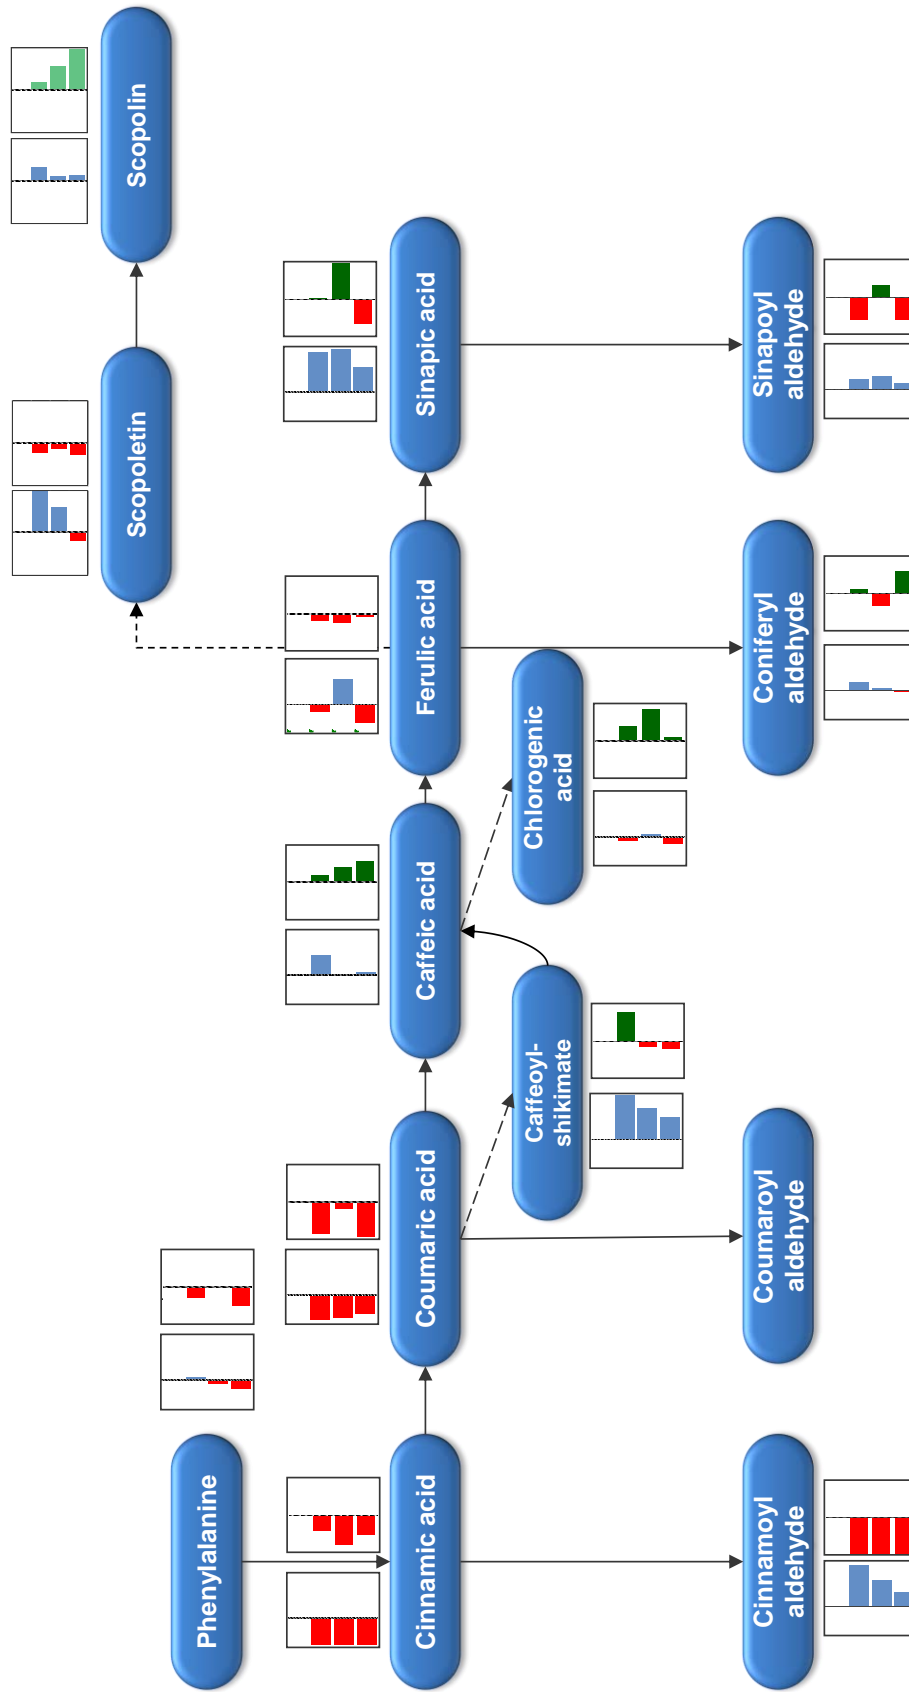 Scopolin
Scopoletin
Sinapic acid
Sinapoyl
aldehyde
Ferulic acid
Coniferyl
aldehyde
Chlorogenic
acid
Caffeic acid
Caffeoyl-
shikimate
Coumaric acid
Coumaroyl
aldehyde
Phenylalanine
Cinnamic acid
Cinnamoyl
aldehyde